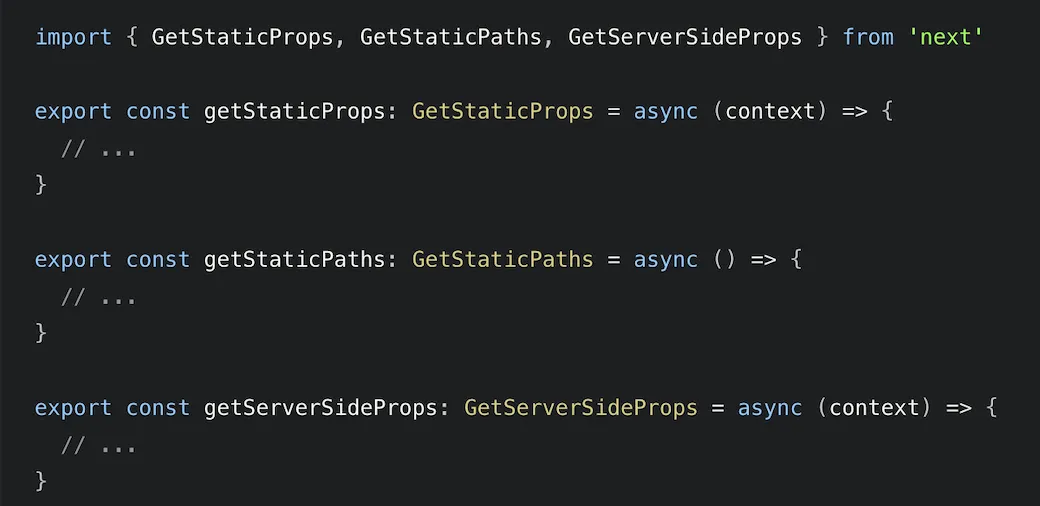 import { GetStaticProps, GetStaticPaths, GetServerSideProps } from 'next'
export const getStaticProps: GetStaticProps = async (context) => {
  // ...
}
export const getStaticPaths: GetStaticPaths = async () => {
  // ...
}
export const getServerSideProps: GetServerSideProps = async (context) => {
  // ...
}